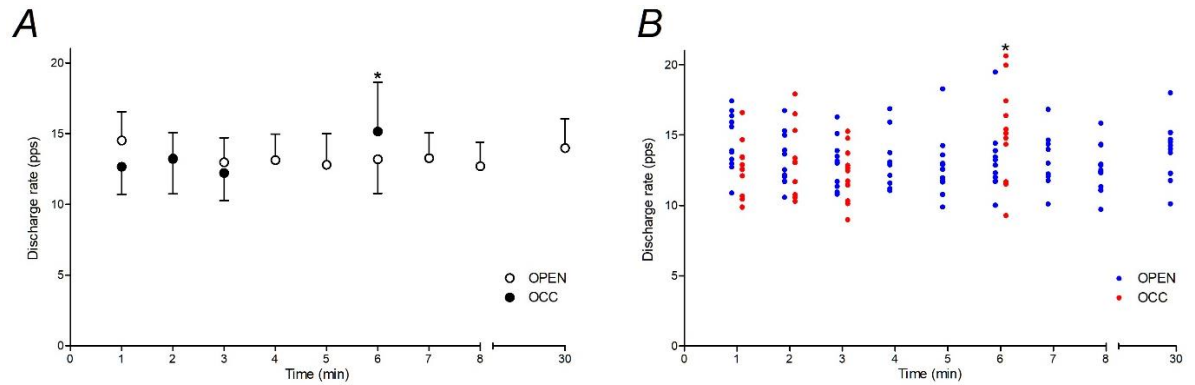 A
Discharge rate (pps)
20
15
10
5
0
*
OPEN
OCC
0 1 2 3 4 5 6 7 8 30
Time (min)
B
Discharge rate (pps)
20
15
10
5
0
*
OPEN
OCC
0 1 2 3 4 5 6 7 8 30
Time (min)